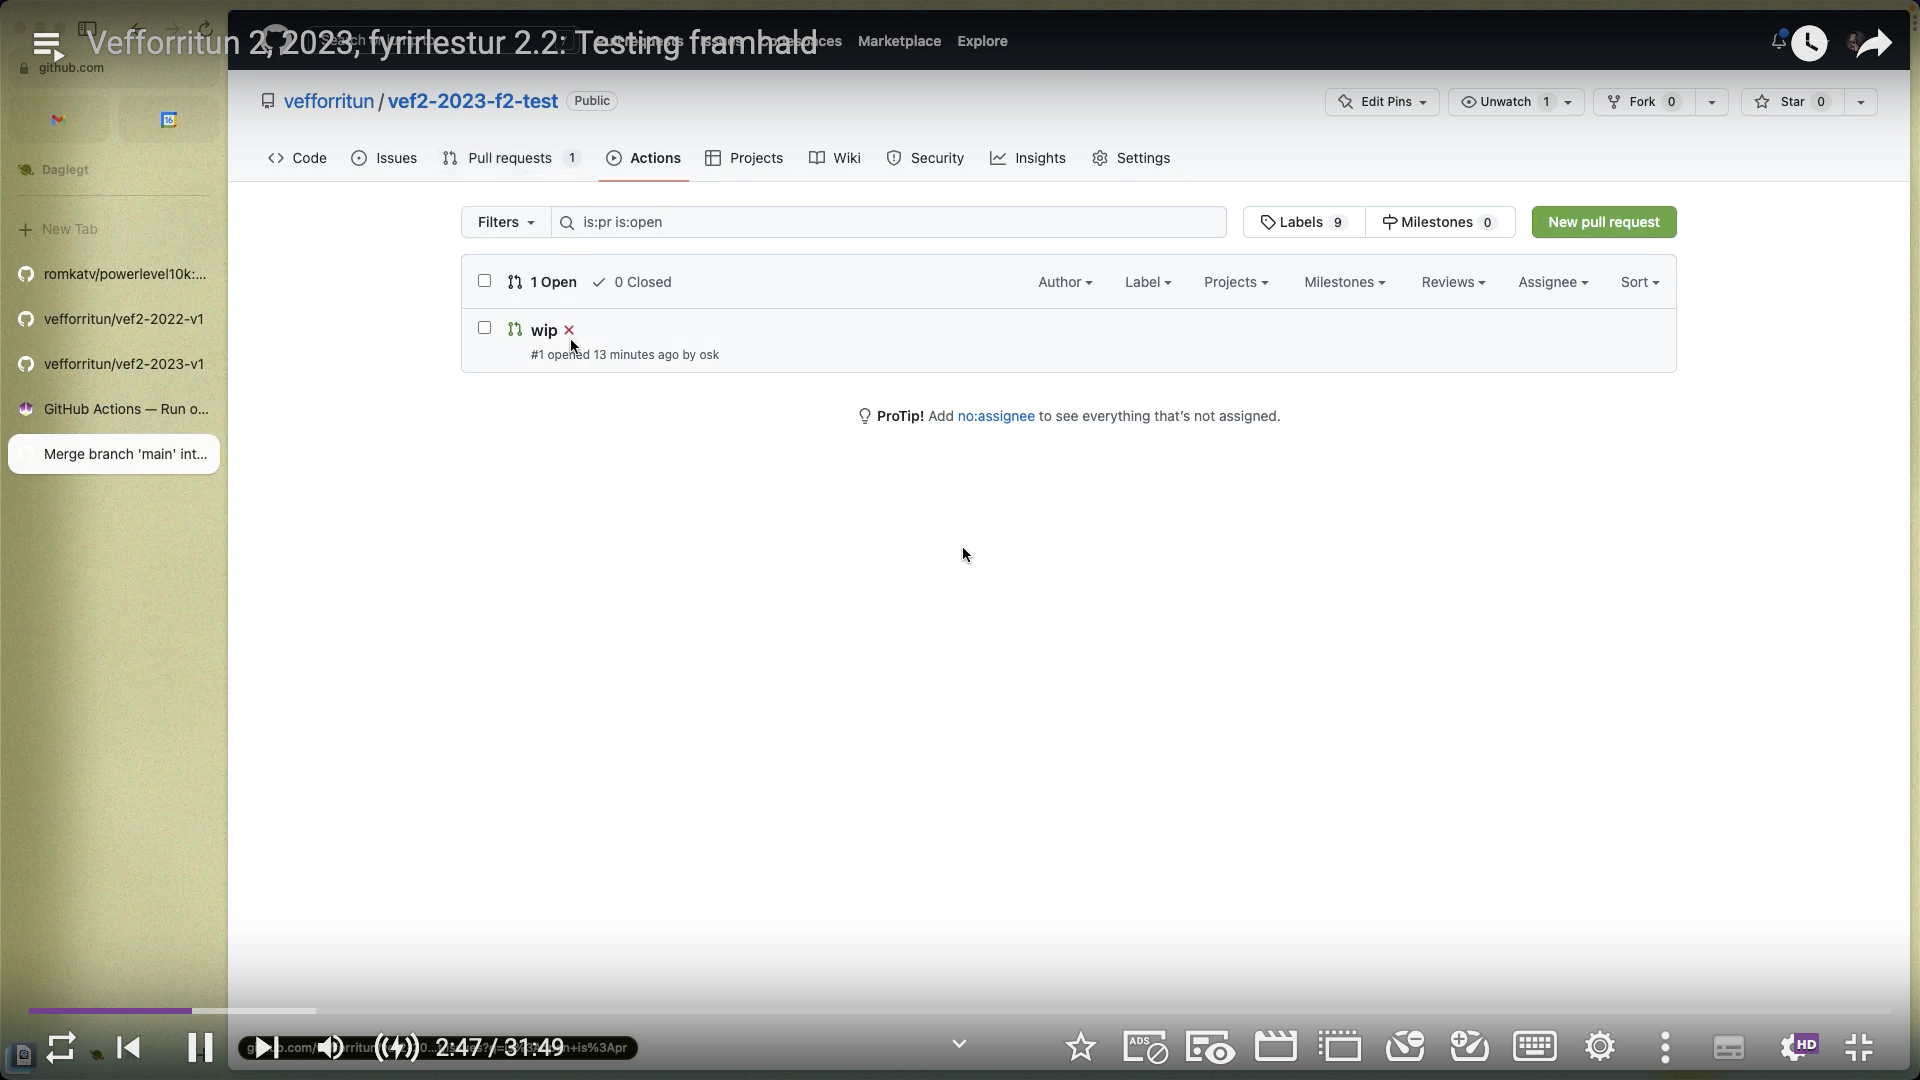 Vefforritun 2, 2023, fyrirlestur 2.2: Testing framhald
Marketplace
Explore
github.com
16
Daglegt
New Tab
romkatv/powerlevel10k:...
vefforritun/vef2-2022-v1
vefforritun/vef2-2023-v1
GitHub Actions — Run o...
Merge branch 'main' int...
vefforritun / vef2-2023-f2-test Public
Edit Pins
Unwatch 1
Fork 0
Star 0
Code
Issues
Pull requests 1
Actions
Projects
Wiki
Security
Insights
Settings
Filters
is:pr is:open
Labels 9
Milestones 0
New pull request
1 Open
0 Closed
Author
Label
Projects
Milestones
Reviews
Assignee
Sort
wip
#1 opened 13 minutes ago by osk
ProTip! Add no:assignee to see everything that's not assigned.
2:47 / 31:49
ADS
HD